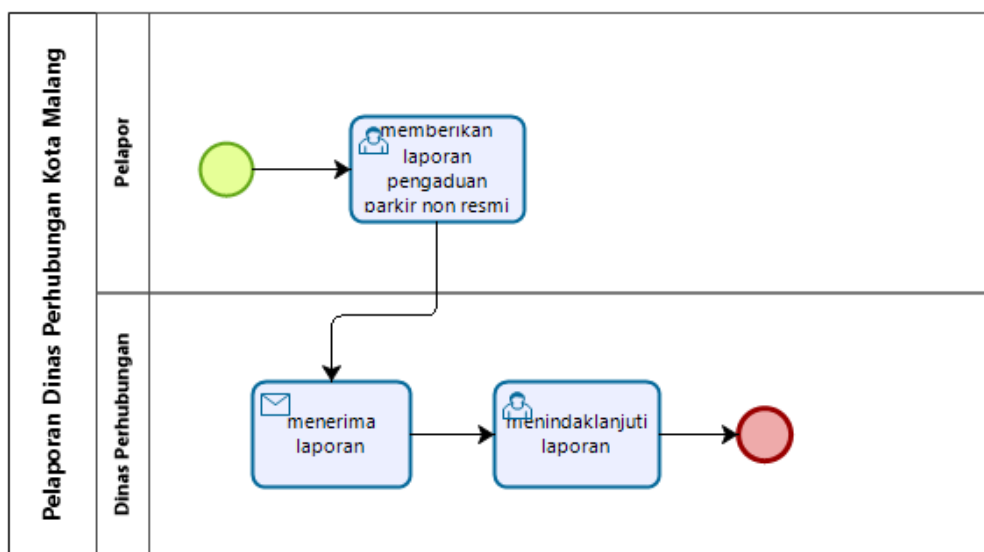 Pelaporan Dinas Perhubungan Kota Malang
Pelapor
memberikan
laporan
pengaduan
parkir non resmi
Dinas Perhubungan
menerima
laporan
menindaklanjuti
laporan